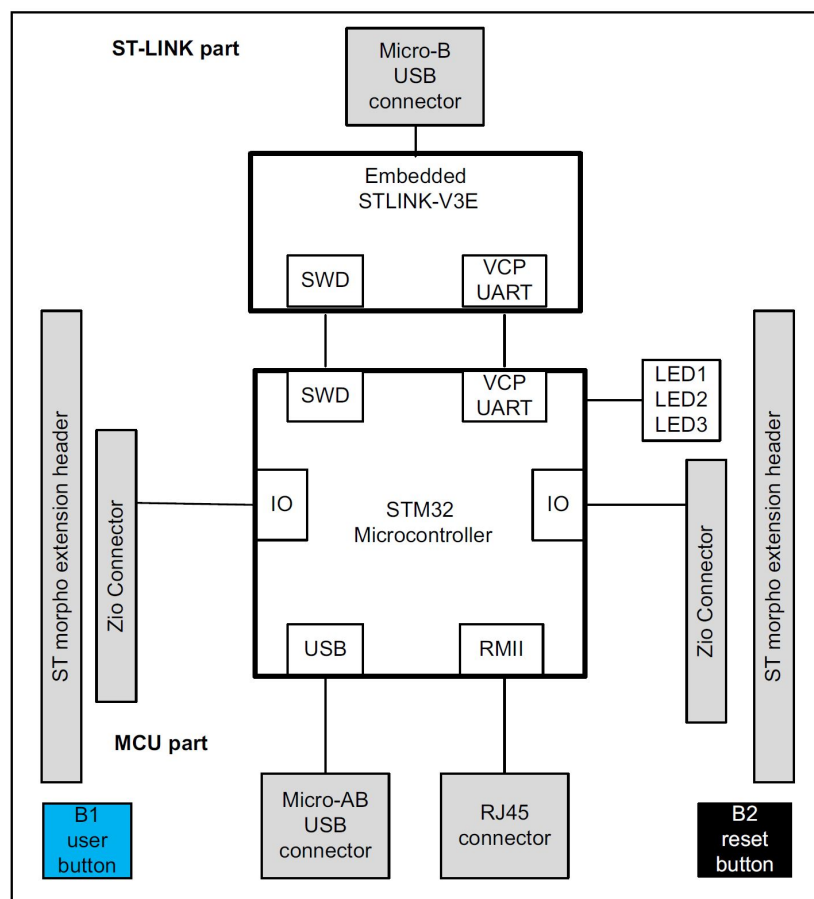 ST-LINK part
Micro-B
USB
connector
Embedded
STLINK-V3E
SWD
VCP
UART
SWD
VCP
UART
LED1
LED2
LED3
ST morpho extension header
Zio Connector
IO
STM32
Microcontroller
IO
Zio Connector
ST morpho extension header
USB
RMII
MCU part
Micro-AB
USB
connector
RJ45
connector
B1
user
button
B2
reset
button